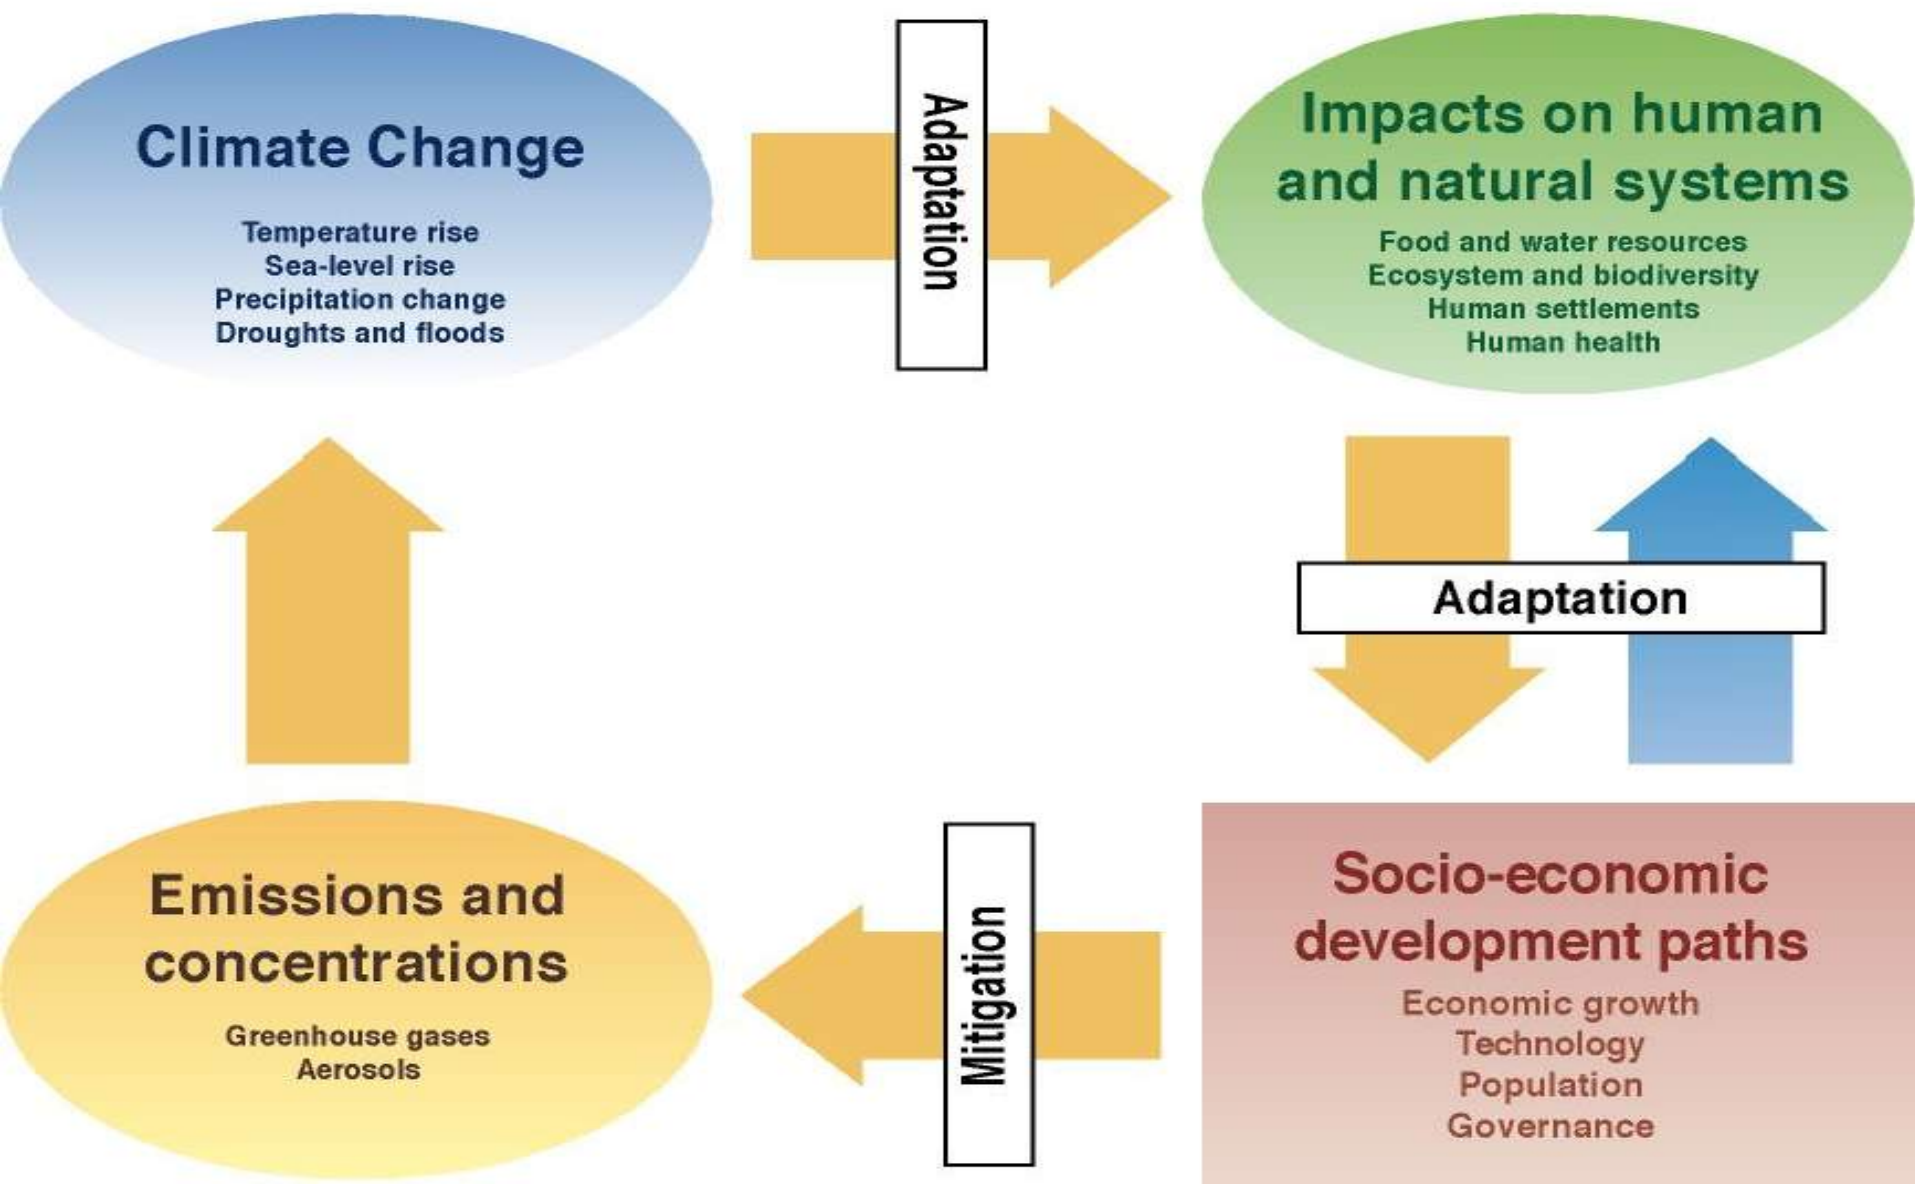 Climate Change
Temperature rise
Sea-level rise
Precipitation change
Droughts and floods
Adaptation
Impacts on human
and natural systems
Food and water resources
Ecosystem and biodiversity
Human settlements
Human health
Adaptation
Emissions and
concentrations
Greenhouse gases
Aerosols
Mitigation
Socio-economic
development paths
Economic growth
Technology
Population
Governance